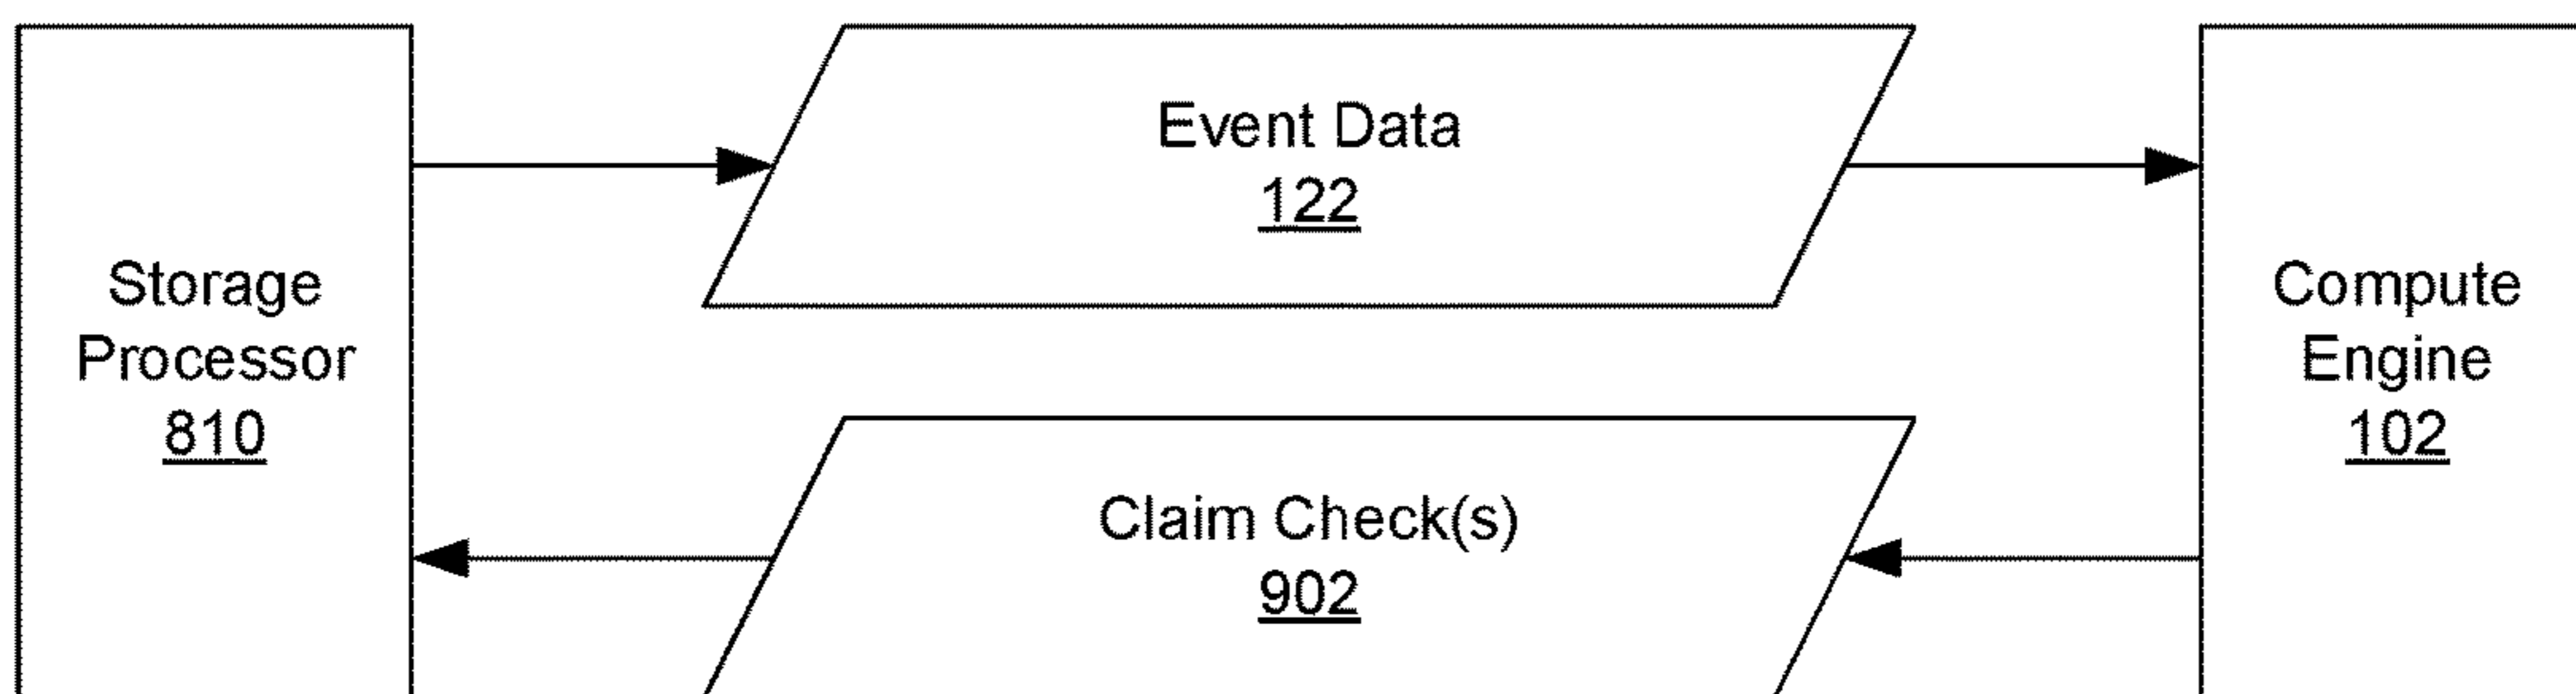 Storage
Processor
810
Event Data
122
Claim Check(s)
902
Compute
Engine
102